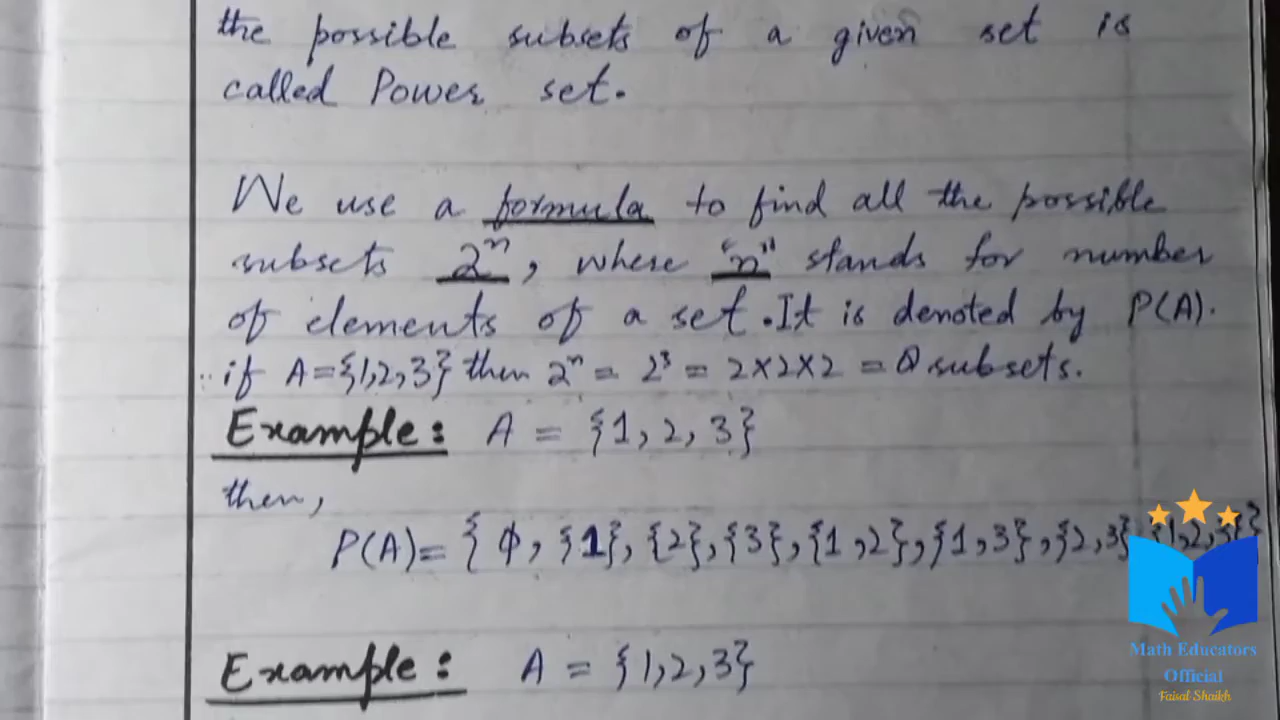 the possible subsets of a given set is
called Power set.
We use a formula to find all the possible
subsets 2ⁿ, where "n" stands for number
of elements of a set. It is denoted by P(A).
if A={1,2,3} then 2ⁿ = 2³ = 2×2×2 = 8 subsets.
Example: A = {1, 2, 3}
then,
P(A)= { ϕ, {1}, {2}, {3}, {1,2}, {1,3}, {2,3} {1,2,3}}
Example: A = {1,2,3}
Math Educators
Official
Faisal Shaikh